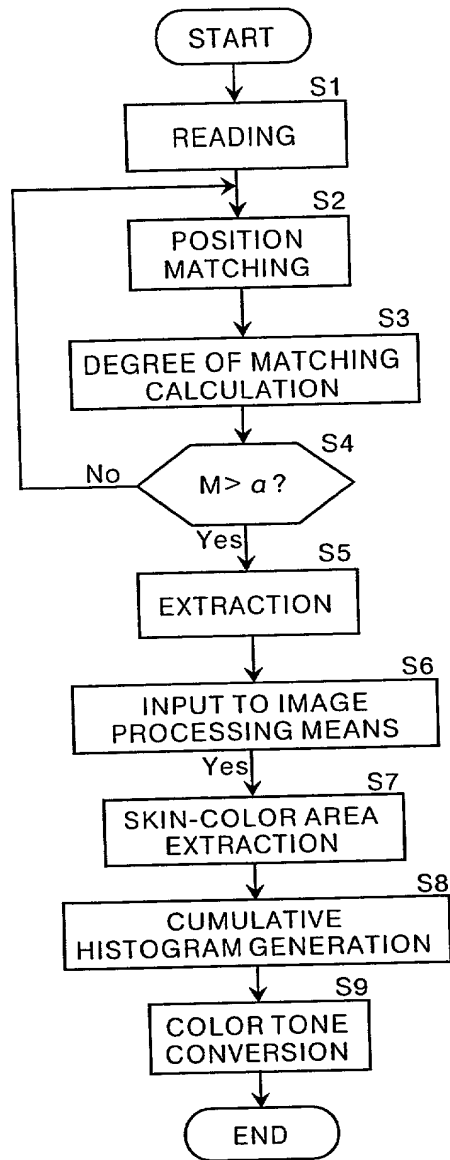 START
S1
READING
S2
POSITION
MATCHING
S3
DEGREE OF MATCHING
CALCULATION
S4
No
M> a?
Yes
S5
EXTRACTION
S6
INPUT TO IMAGE
PROCESSING MEANS
Yes
S7
SKIN-COLOR AREA
EXTRACTION
S8
CUMULATIVE
HISTOGRAM GENERATION
S9
COLOR TONE
CONVERSION
END